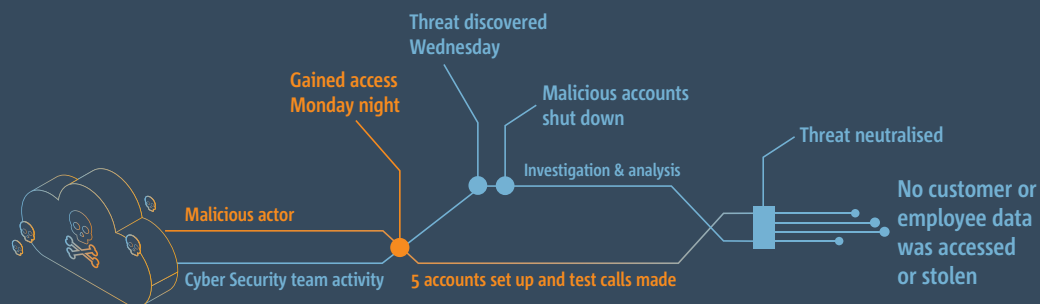 Threat discovered
Wednesday
Gained access
Monday night
Malicious accounts
shut down
Threat neutralised
Investigation & analysis
No customer or
employee data
was accessed
or stolen
Malicious actor
Cyber Security team activity
5 accounts set up and test calls made